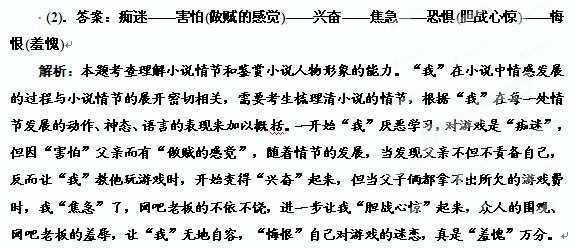 · (2)．答案：痴迷——害怕(做贼的感觉)——兴奋——焦急——恐惧(胆战心惊)——悔
恨(羞愧)
解析：本题考查理解小说情节和鉴赏小说人物形象的能力。“我”在小说中情感发展
的过程与小说情节的展开密切相关，需要考生梳理清小说的情节，根据“我”在每一处情
节发展的动作、神态、语言的表现来加以概括。一开始“我”厌恶学习，对游戏是“痴迷”，
但因“害怕”父亲而有“做贼的感觉”，随着情节的发展，当发现父亲不但不责备自己，
反而让“我”教他玩游戏时，开始变得“兴奋”起来，但当父子俩都拿不出所欠的游戏费
时，我“焦急”了，网吧老板的不依不饶，进一步让我“胆战心惊”起来，众人的围观、
网吧老板的羞辱，让“我”无地自容，“悔恨”自己对游戏的迷恋，真是“羞愧”万分。